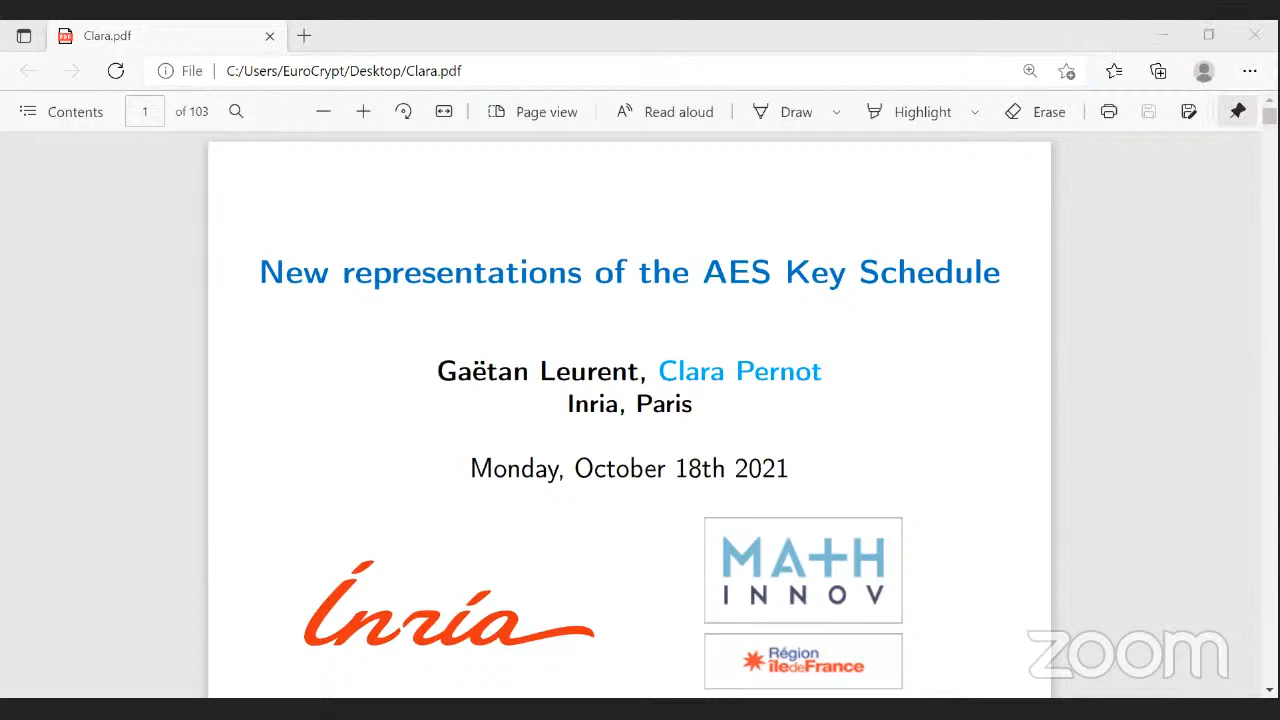 Clara.pdf
File C:/Users/EuroCrypt/Desktop/Clara.pdf
Contents 1 of 103 Page view Read aloud Draw Highlight Erase
New representations of the AES Key Schedule
Gaëtan Leurent, Clara Pernot
Inria, Paris
Monday, October 18th 2021
MATH
INNOV
Inria
Région
îledeFrance
zoom